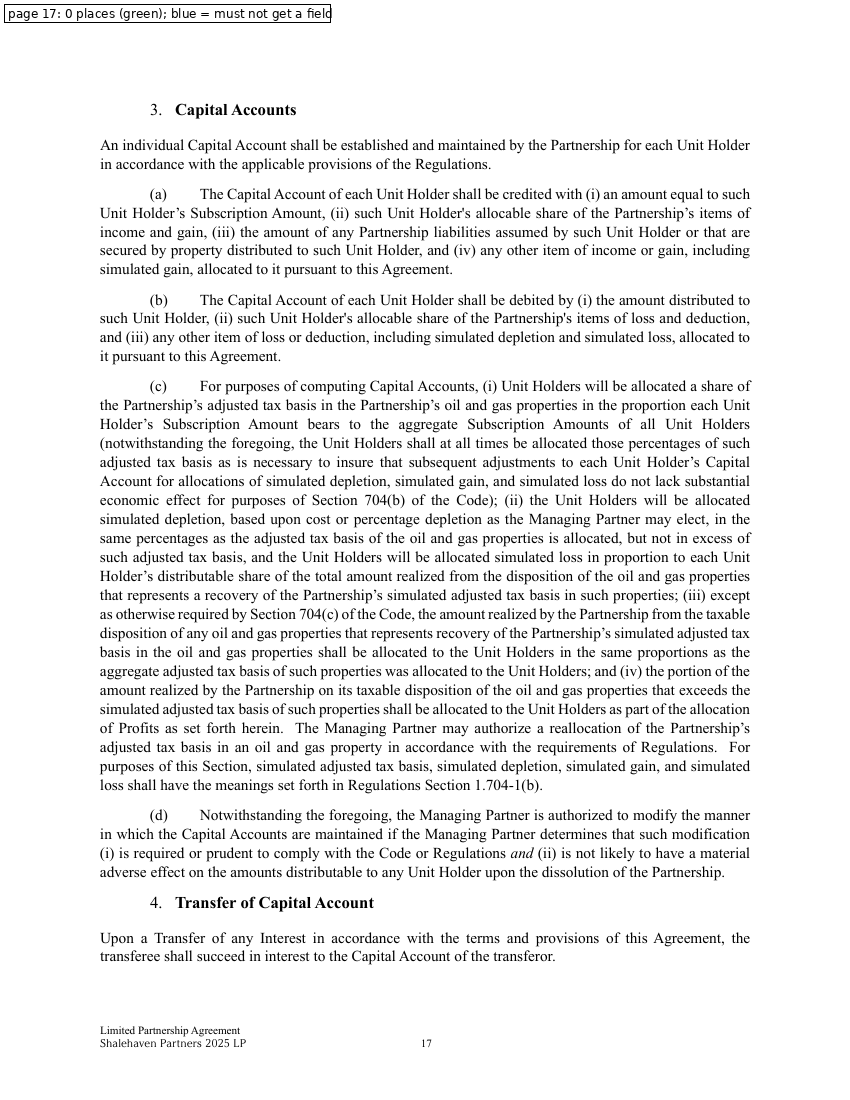 page 17: 0 places (green); blue = must not get a field
3. Capital Accounts
An individual Capital Account shall be established and maintained by the Partnership for each Unit Holder
in accordance with the applicable provisions of the Regulations.
(a) The Capital Account of each Unit Holder shall be credited with (i) an amount equal to such
Unit Holder’s Subscription Amount, (ii) such Unit Holder's allocable share of the Partnership’s items of
income and gain, (iii) the amount of any Partnership liabilities assumed by such Unit Holder or that are
secured by property distributed to such Unit Holder, and (iv) any other item of income or gain, including
simulated gain, allocated to it pursuant to this Agreement.
(b) The Capital Account of each Unit Holder shall be debited by (i) the amount distributed to
such Unit Holder, (ii) such Unit Holder's allocable share of the Partnership's items of loss and deduction,
and (iii) any other item of loss or deduction, including simulated depletion and simulated loss, allocated to
it pursuant to this Agreement.
(c) For purposes of computing Capital Accounts, (i) Unit Holders will be allocated a share of
the Partnership’s adjusted tax basis in the Partnership’s oil and gas properties in the proportion each Unit
Holder’s Subscription Amount bears to the aggregate Subscription Amounts of all Unit Holders
(notwithstanding the foregoing, the Unit Holders shall at all times be allocated those percentages of such
adjusted tax basis as is necessary to insure that subsequent adjustments to each Unit Holder’s Capital
Account for allocations of simulated depletion, simulated gain, and simulated loss do not lack substantial
economic effect for purposes of Section 704(b) of the Code); (ii) the Unit Holders will be allocated
simulated depletion, based upon cost or percentage depletion as the Managing Partner may elect, in the
same percentages as the adjusted tax basis of the oil and gas properties is allocated, but not in excess of
such adjusted tax basis, and the Unit Holders will be allocated simulated loss in proportion to each Unit
Holder’s distributable share of the total amount realized from the disposition of the oil and gas properties
that represents a recovery of the Partnership’s simulated adjusted tax basis in such properties; (iii) except
as otherwise required by Section 704(c) of the Code, the amount realized by the Partnership from the taxable
disposition of any oil and gas properties that represents recovery of the Partnership’s simulated adjusted tax
basis in the oil and gas properties shall be allocated to the Unit Holders in the same proportions as the
aggregate adjusted tax basis of such properties was allocated to the Unit Holders; and (iv) the portion of the
amount realized by the Partnership on its taxable disposition of the oil and gas properties that exceeds the
simulated adjusted tax basis of such properties shall be allocated to the Unit Holders as part of the allocation
of Profits as set forth herein. The Managing Partner may authorize a reallocation of the Partnership’s
adjusted tax basis in an oil and gas property in accordance with the requirements of Regulations. For
purposes of this Section, simulated adjusted tax basis, simulated depletion, simulated gain, and simulated
loss shall have the meanings set forth in Regulations Section 1.704-1(b).
(d) Notwithstanding the foregoing, the Managing Partner is authorized to modify the manner
in which the Capital Accounts are maintained if the Managing Partner determines that such modification
(i) is required or prudent to comply with the Code or Regulations and (ii) is not likely to have a material
adverse effect on the amounts distributable to any Unit Holder upon the dissolution of the Partnership.
4. Transfer of Capital Account
Upon a Transfer of any Interest in accordance with the terms and provisions of this Agreement, the
transferee shall succeed in interest to the Capital Account of the transferor.
Limited Partnership Agreement
Shalehaven Partners 2025 LP 17